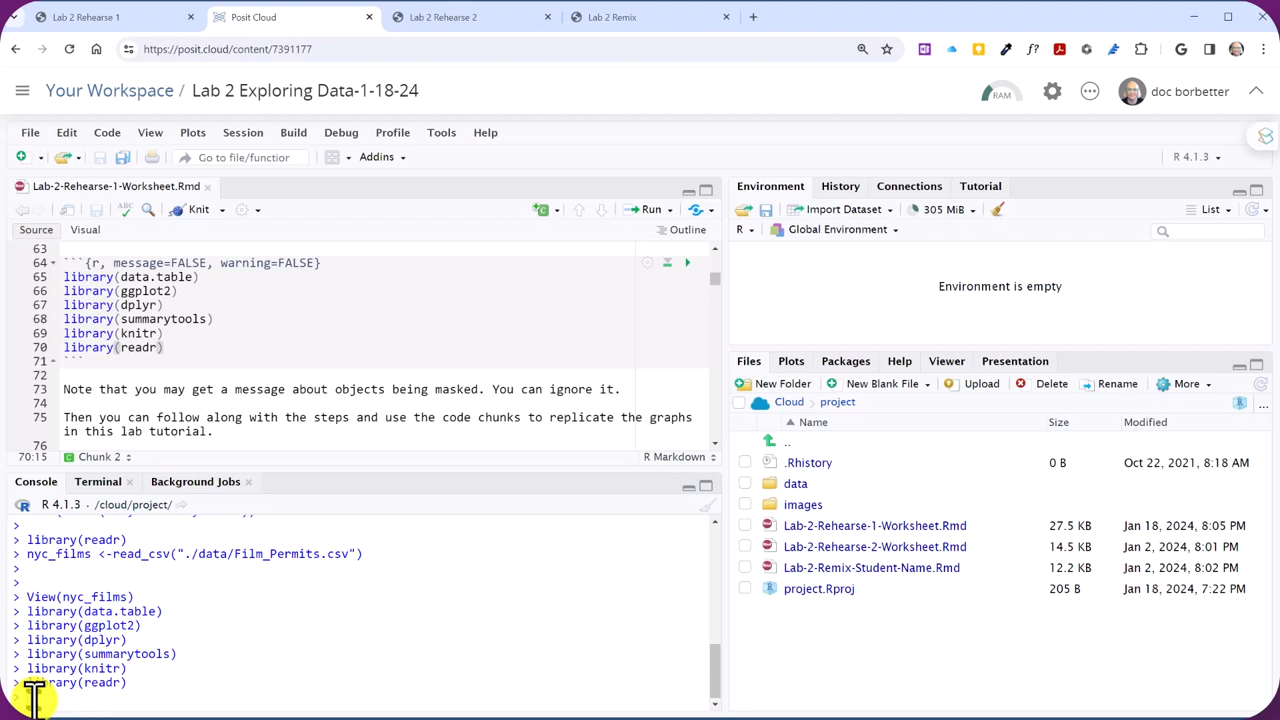 Lab 2 Rehearse 1
Posit Cloud
Lab 2 Rehearse 2
Lab 2 Remix
https://posit.cloud/content/7391177
Your Workspace / Lab 2 Exploring Data-1-18-24
RAM
doc borbetter
File Edit Code View Plots Session Build Debug Profile Tools Help
Go to file/functior
Addins
R 4.1.3
Lab-2-Rehearse-1-Worksheet.Rmd
Knit
Run
Source Visual
Outline
63
64 ```{r, message=FALSE, warning=FALSE}
65 library(data.table)
66 library(ggplot2)
67 library(dplyr)
68 library(summarytools)
69 library(knitr)
70 library(readr)
71 ```
72
73 Note that you may get a message about objects being masked. You can ignore it.
74
75 Then you can follow along with the steps and use the code chunks to replicate the graphs
in this lab tutorial.
76
70:15 Chunk 2 R Markdown
Console Terminal Background Jobs
R 4.1.3 · /cloud/project/
>
> library(readr)
> nyc_films <-read_csv("./data/Film_Permits.csv")
>
>
> View(nyc_films)
> library(data.table)
> library(ggplot2)
> library(dplyr)
> library(summarytools)
> library(knitr)
> library(readr)
>
Environment History Connections Tutorial
Import Dataset 305 MiB List
R Global Environment
Environment is empty
Files Plots Packages Help Viewer Presentation
New Folder New Blank File Upload Delete Rename More
Cloud project
Name Size Modified
..
.Rhistory 0 B Oct 22, 2021, 8:18 AM
data
images
Lab-2-Rehearse-1-Worksheet.Rmd 27.5 KB Jan 18, 2024, 8:05 PM
Lab-2-Rehearse-2-Worksheet.Rmd 14.5 KB Jan 2, 2024, 8:01 PM
Lab-2-Remix-Student-Name.Rmd 12.2 KB Jan 2, 2024, 8:02 PM
project.Rproj 205 B Jan 18, 2024, 7:22 PM